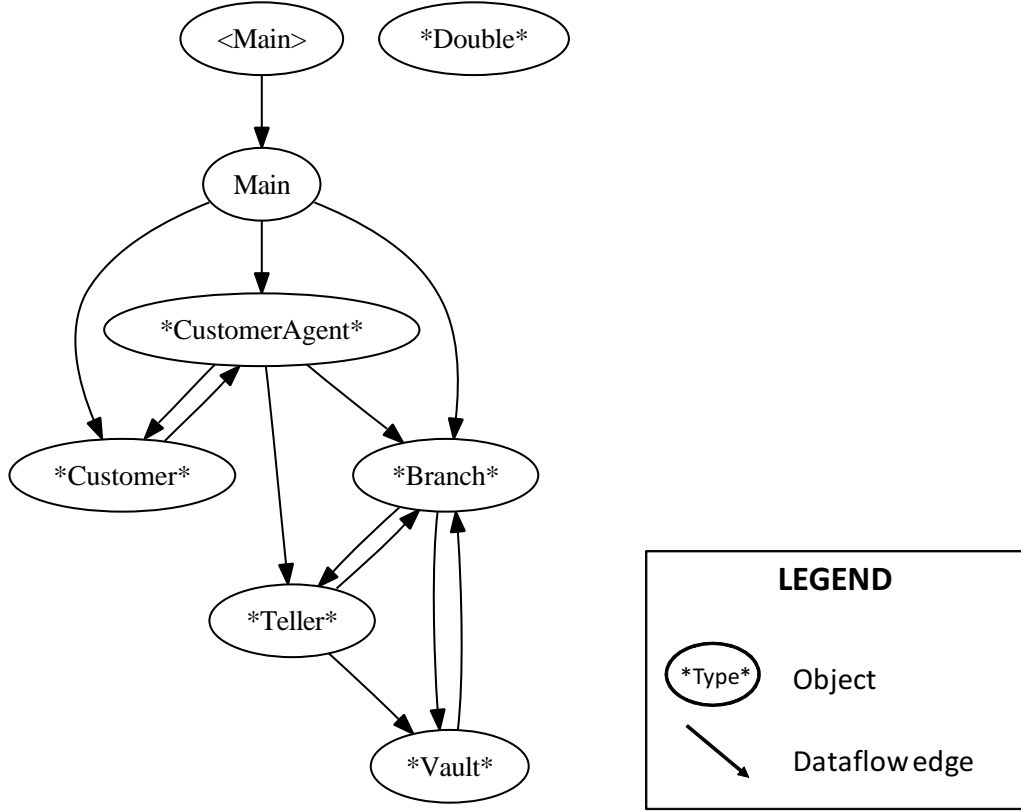 <Main>
*Double*
Main
*CustomerAgent*
*Customer*
*Branch*
*Teller*
*Vault*
LEGEND
*Type*
Object
Dataflow edge